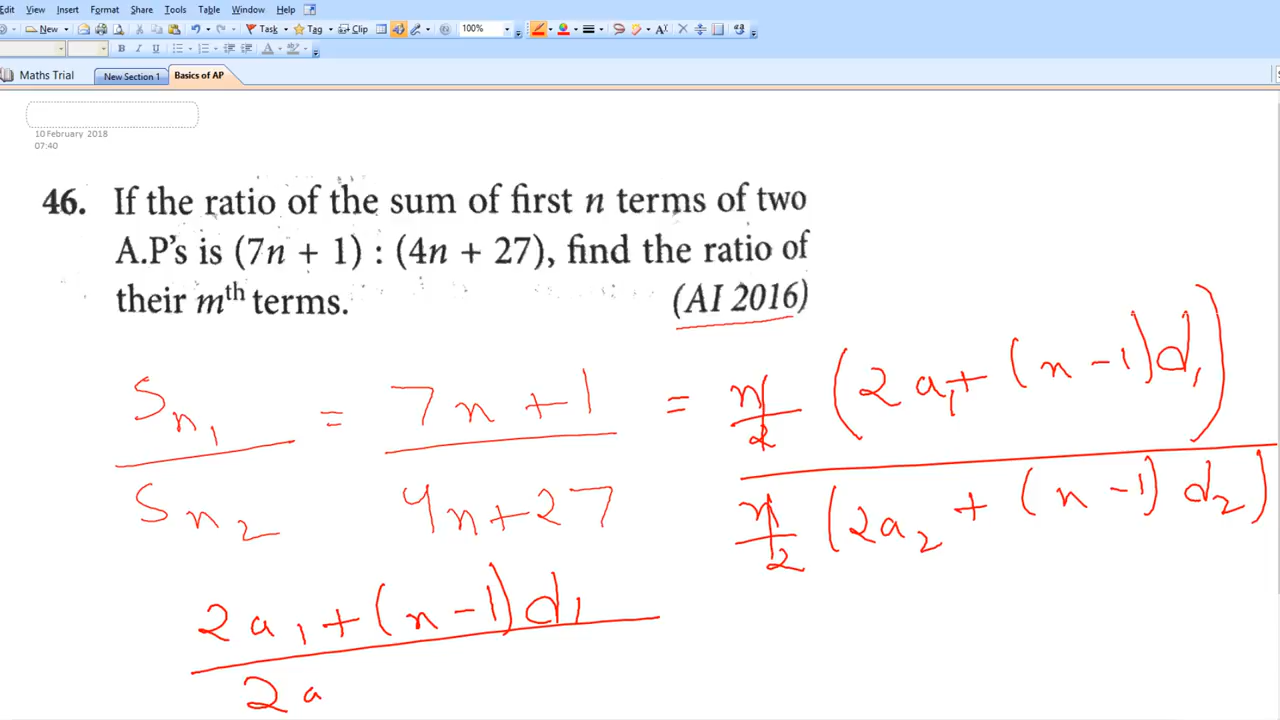 Edit View Insert Format Share Tools Table Window Help
New Task Tag Clip 100%
B I U A
Maths Trial New Section 1 Basics of AP
10 February 2018
07:40
46. If the ratio of the sum of first n terms of two
A.P's is (7n + 1) : (4n + 27), find the ratio of
their mth terms. (AI 2016)
Sn1 / Sn2 = 7n + 1 / 4n + 27 = n/2 (2a1 + (n - 1) d1) / n/2 (2a2 + (n - 1) d2)
2a1 + (n - 1) d1 / 2a